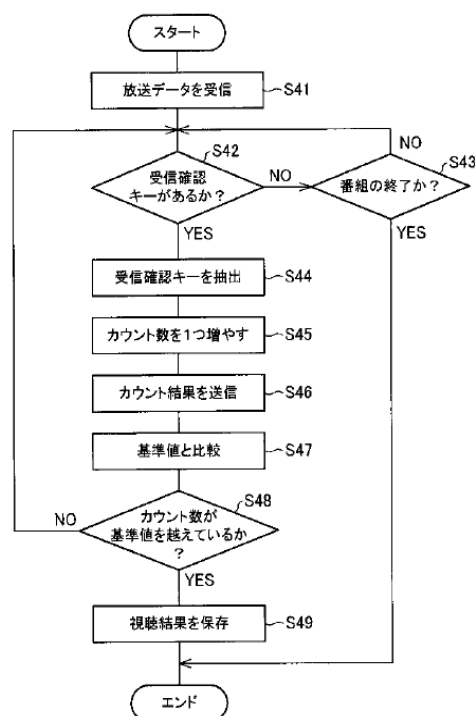 スタート
放送データを受信
S41
NO
S42
S43
受信確認
キーがあるか？
NO
番組の終了か？
YES
YES
受信確認キーを抽出
S44
カウント数を1つ増やす
S45
カウント結果を送信
S46
基準値と比較
S47
S48
NO
カウント数が
基準値を越えているか
？
YES
視聴結果を保存
S49
エンド